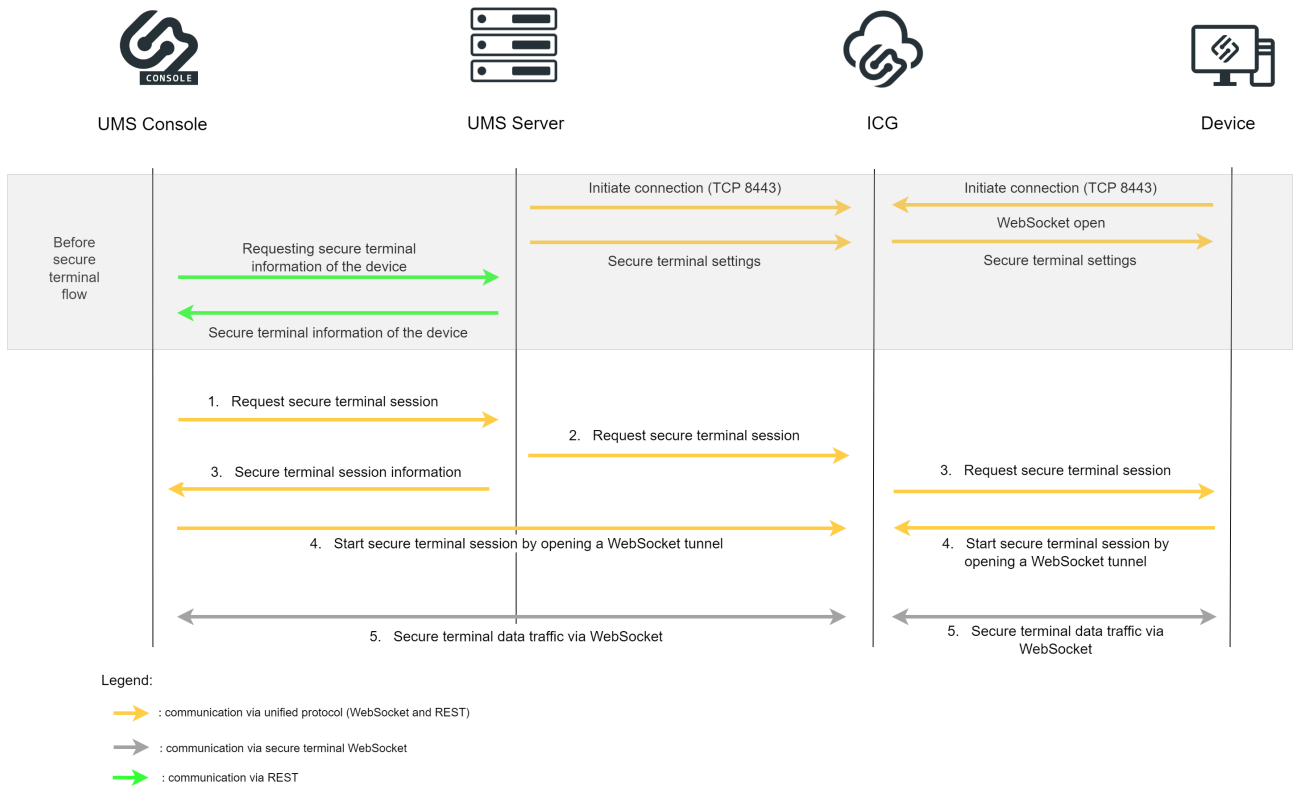 CONSOLE
UMS Console
UMS Server
ICG
Device
Initiate connection (TCP 8443)
Initiate connection (TCP 8443)
WebSocket open
Before
secure
terminal
flow
Requesting secure terminal
information of the device
Secure terminal settings
Secure terminal settings
Secure terminal information of the device
1. Request secure terminal session
2. Request secure terminal session
3. Secure terminal session information
3. Request secure terminal session
4. Start secure terminal session by opening a WebSocket tunnel
4. Start secure terminal session by
opening a WebSocket tunnel
5. Secure terminal data traffic via WebSocket
5. Secure terminal data traffic via
WebSocket
Legend:
: communication via unified protocol (WebSocket and REST)
: communication via secure terminal WebSocket
: communication via REST